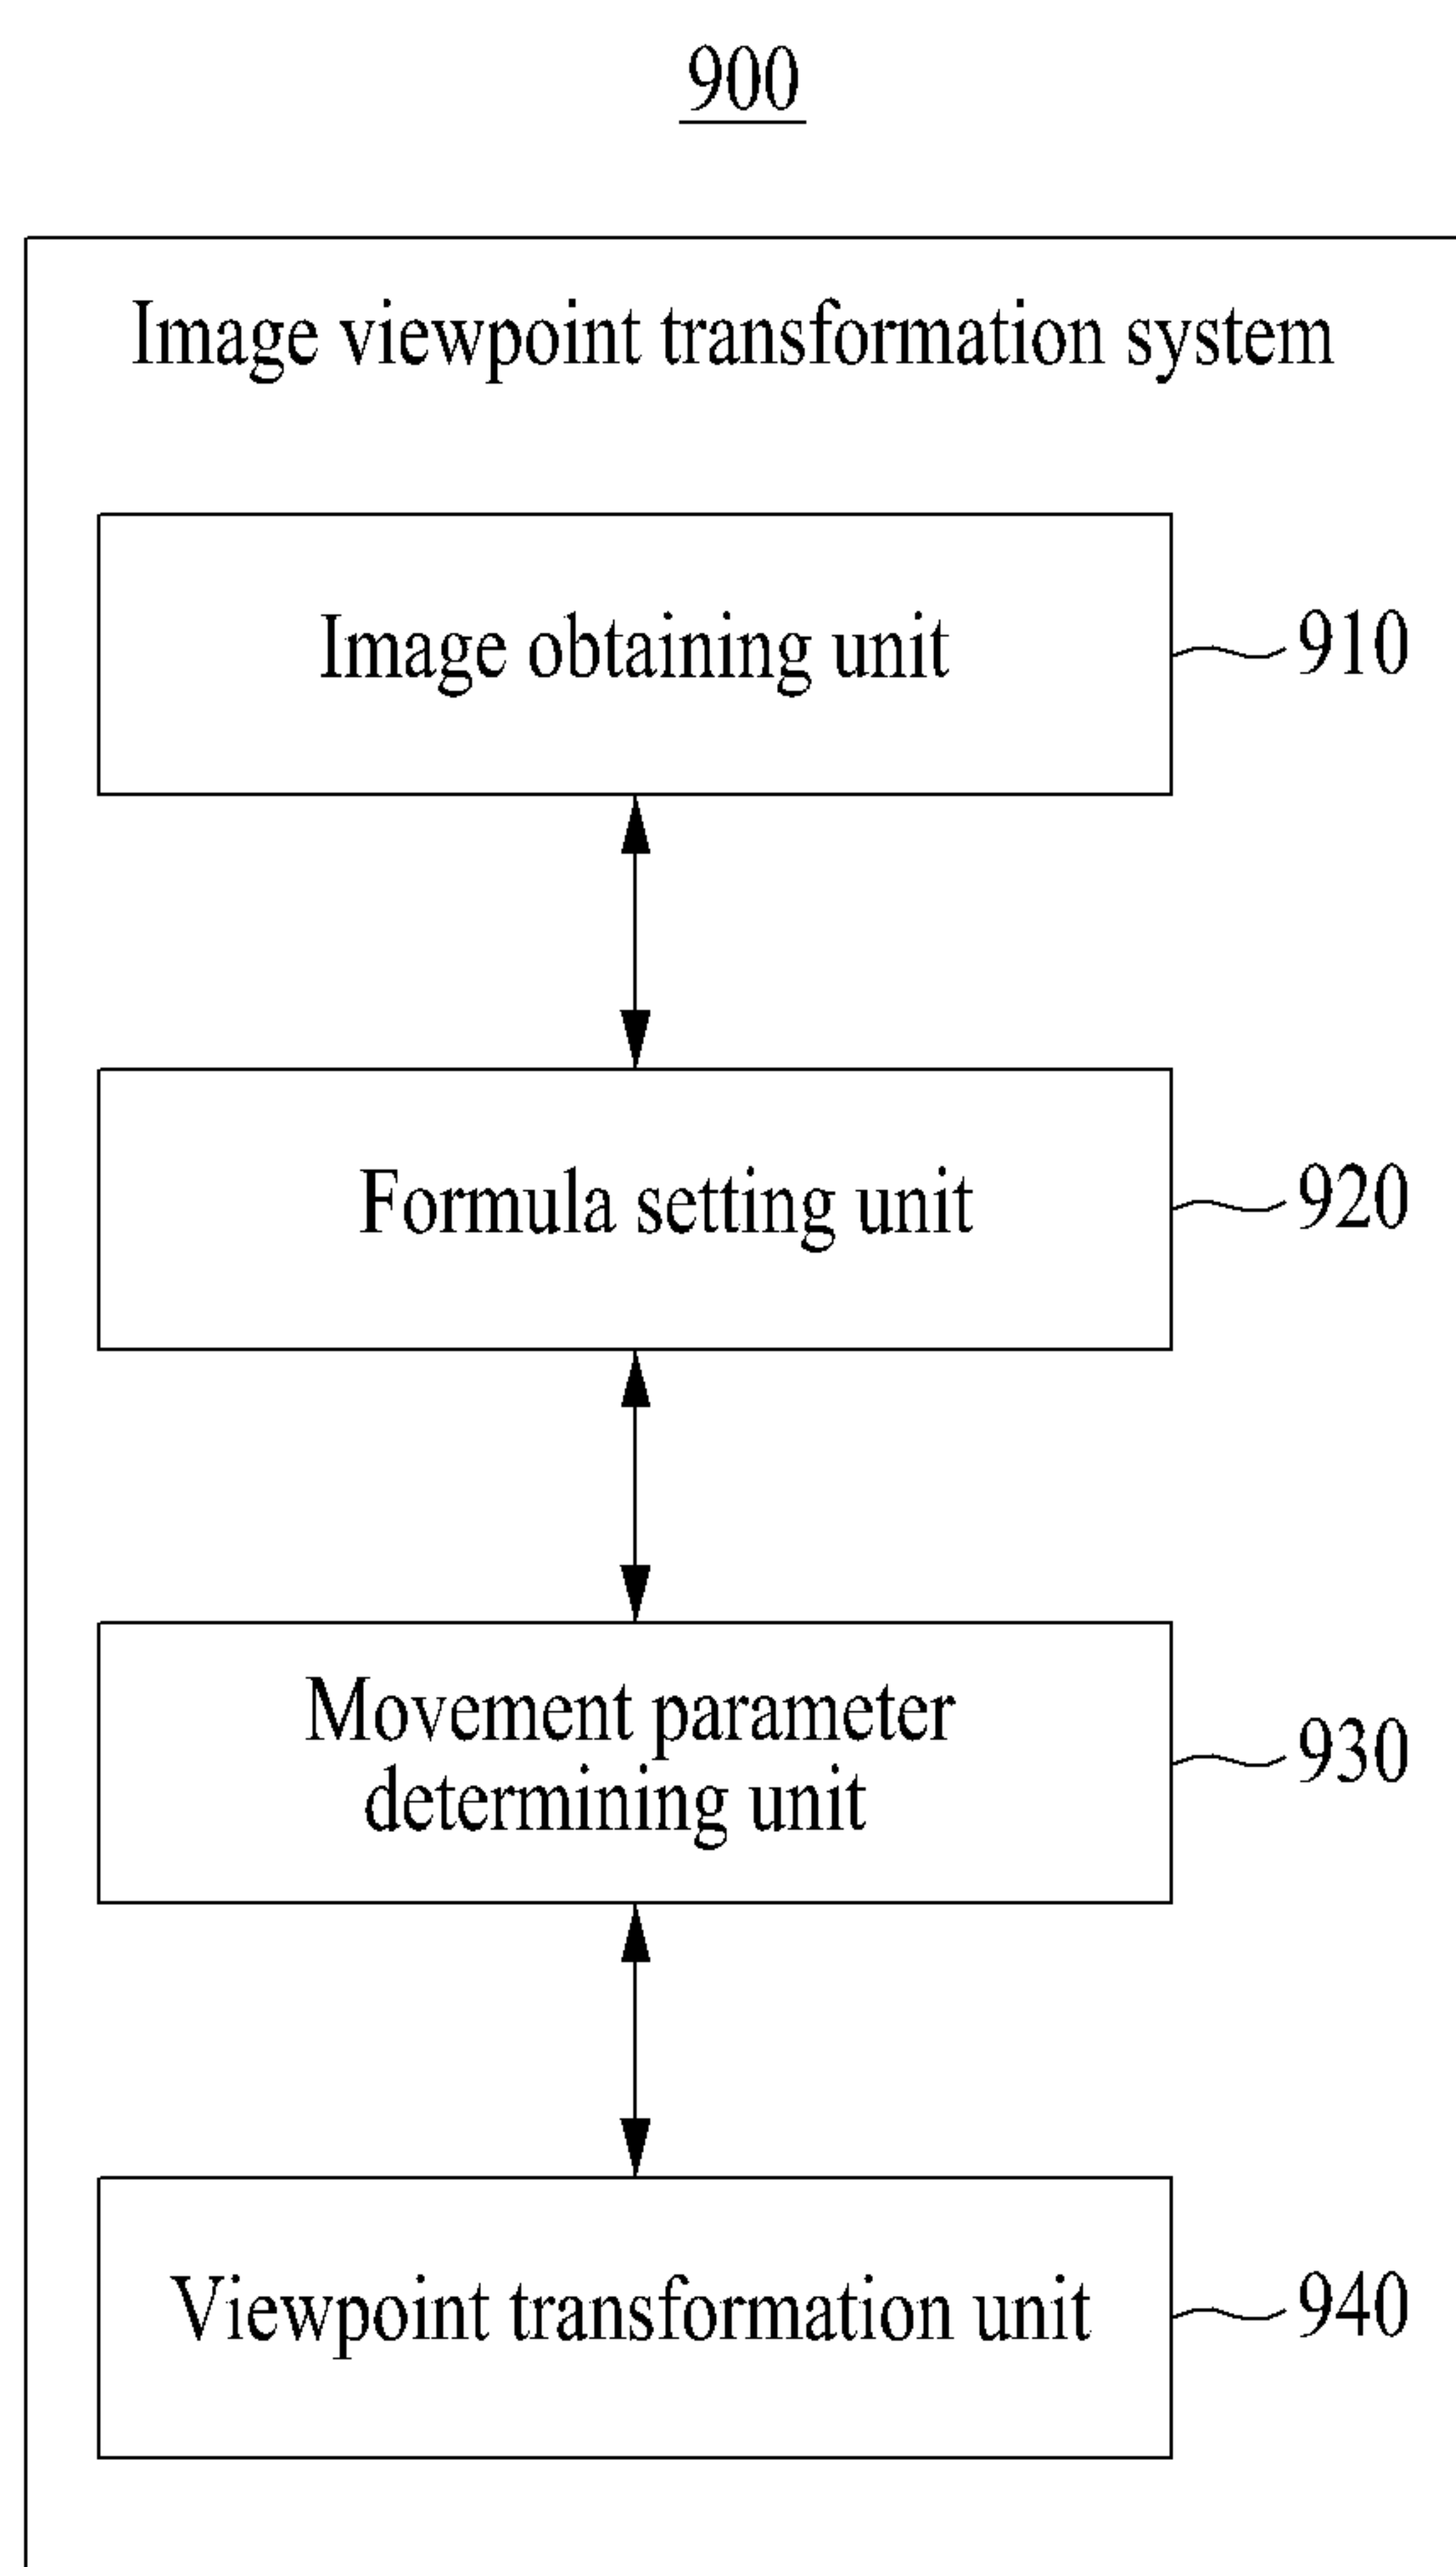 900
Image viewpoint transformation system
Image obtaining unit
910
Formula setting unit
920
Movement parameter
determining unit
930
Viewpoint transformation unit
940